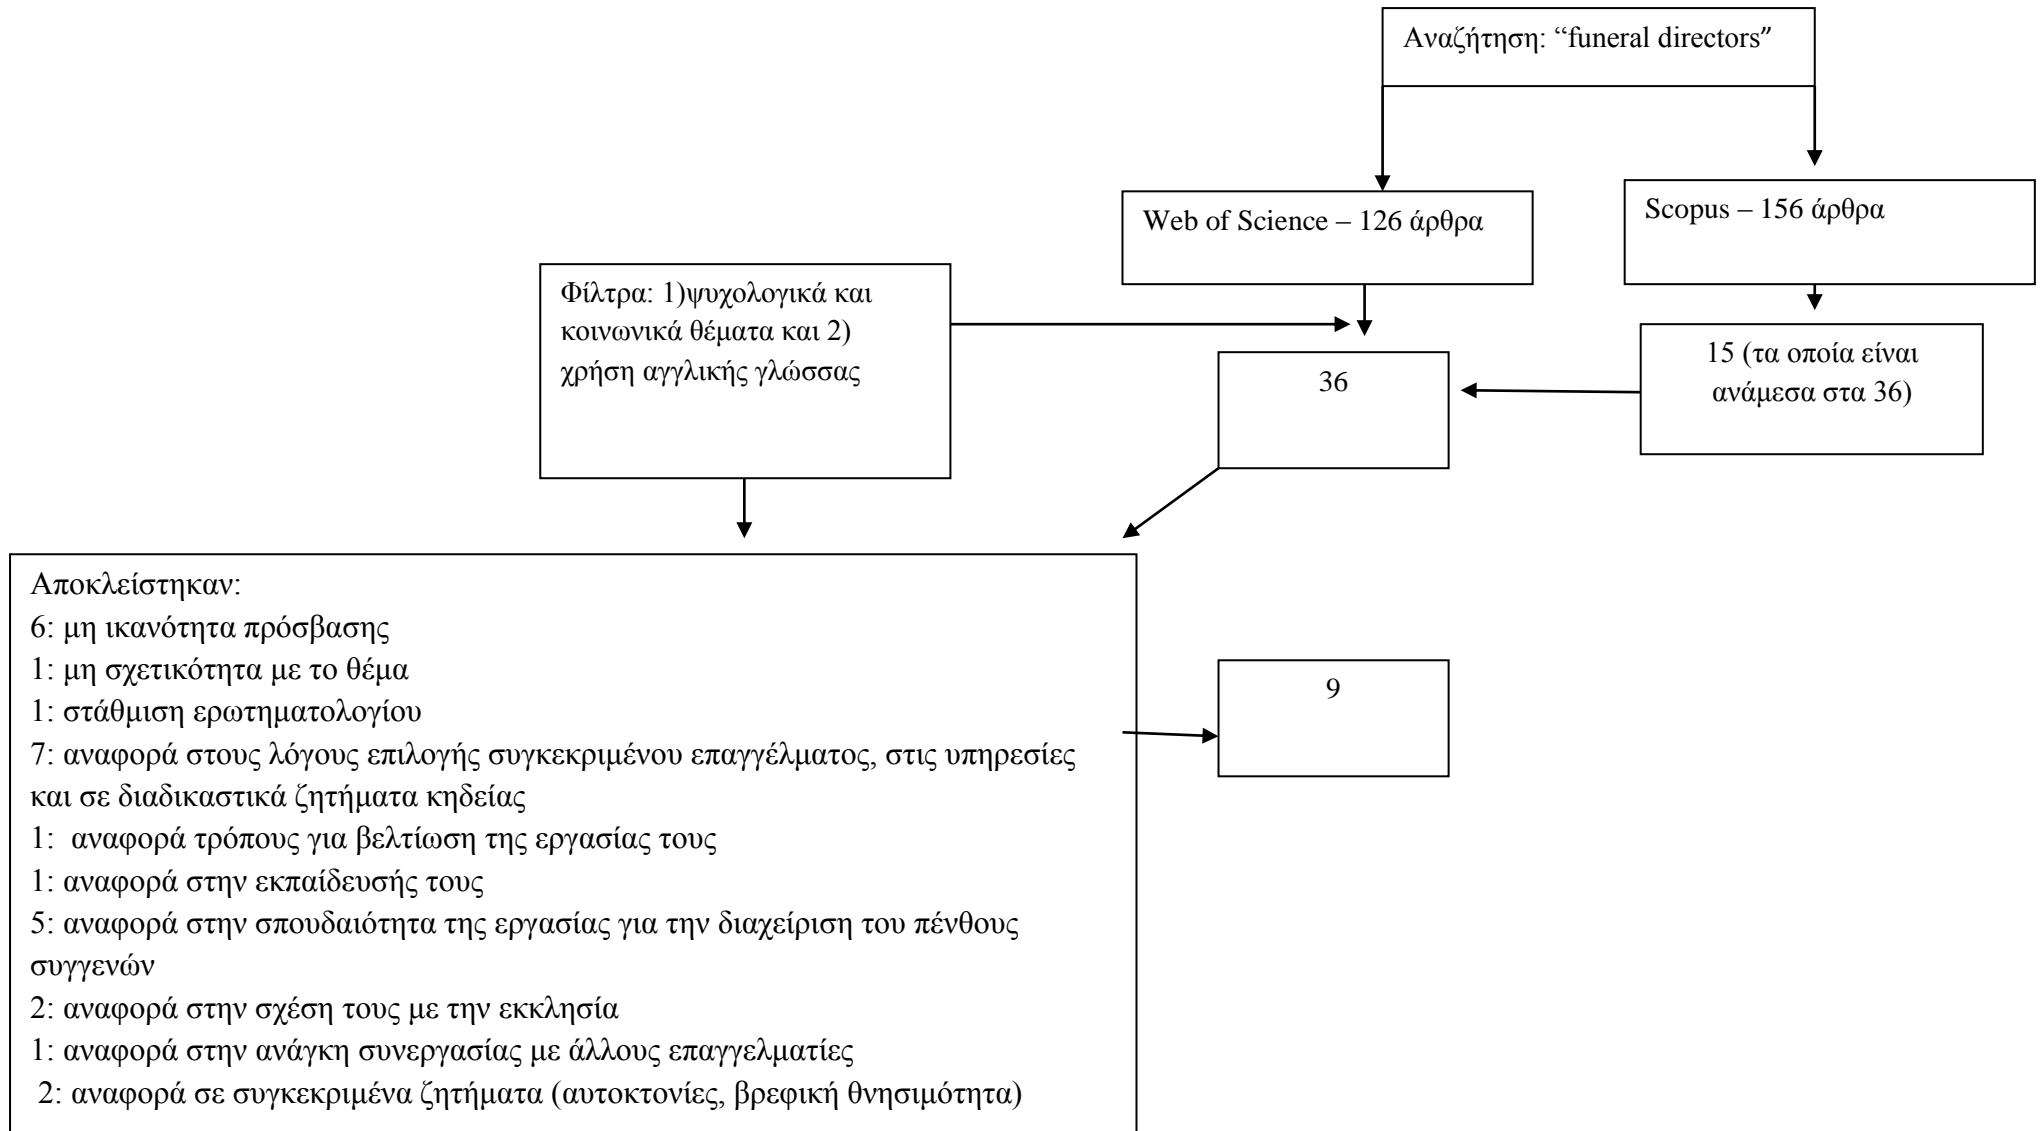 Αναζήτηση: “funeral directors”
Web of Science – 126 άρθρα
Scopus – 156 άρθρα
Φίλτρα: 1)ψυχολογικά και
κοινωνικά θέματα και 2)
χρήση αγγλικής γλώσσας
36
15 (τα οποία είναι
ανάμεσα στα 36)
Αποκλείστηκαν:
6: μη ικανότητα πρόσβασης
1: μη σχετικότητα με το θέμα
1: στάθμιση ερωτηματολογίου
7: αναφορά στους λόγους επιλογής συγκεκριμένου επαγγέλματος, στις υπηρεσίες
και σε διαδικαστικά ζητήματα κηδείας
1:  αναφορά τρόπους για βελτίωση της εργασίας τους
1: αναφορά στην εκπαίδευσής τους
5: αναφορά στην σπουδαιότητα της εργασίας για την διαχείριση του πένθους
συγγενών
2: αναφορά στην σχέση τους με την εκκλησία
1: αναφορά στην ανάγκη συνεργασίας με άλλους επαγγελματίες
2: αναφορά σε συγκεκριμένα ζητήματα (αυτοκτονίες, βρεφική θνησιμότητα)
9